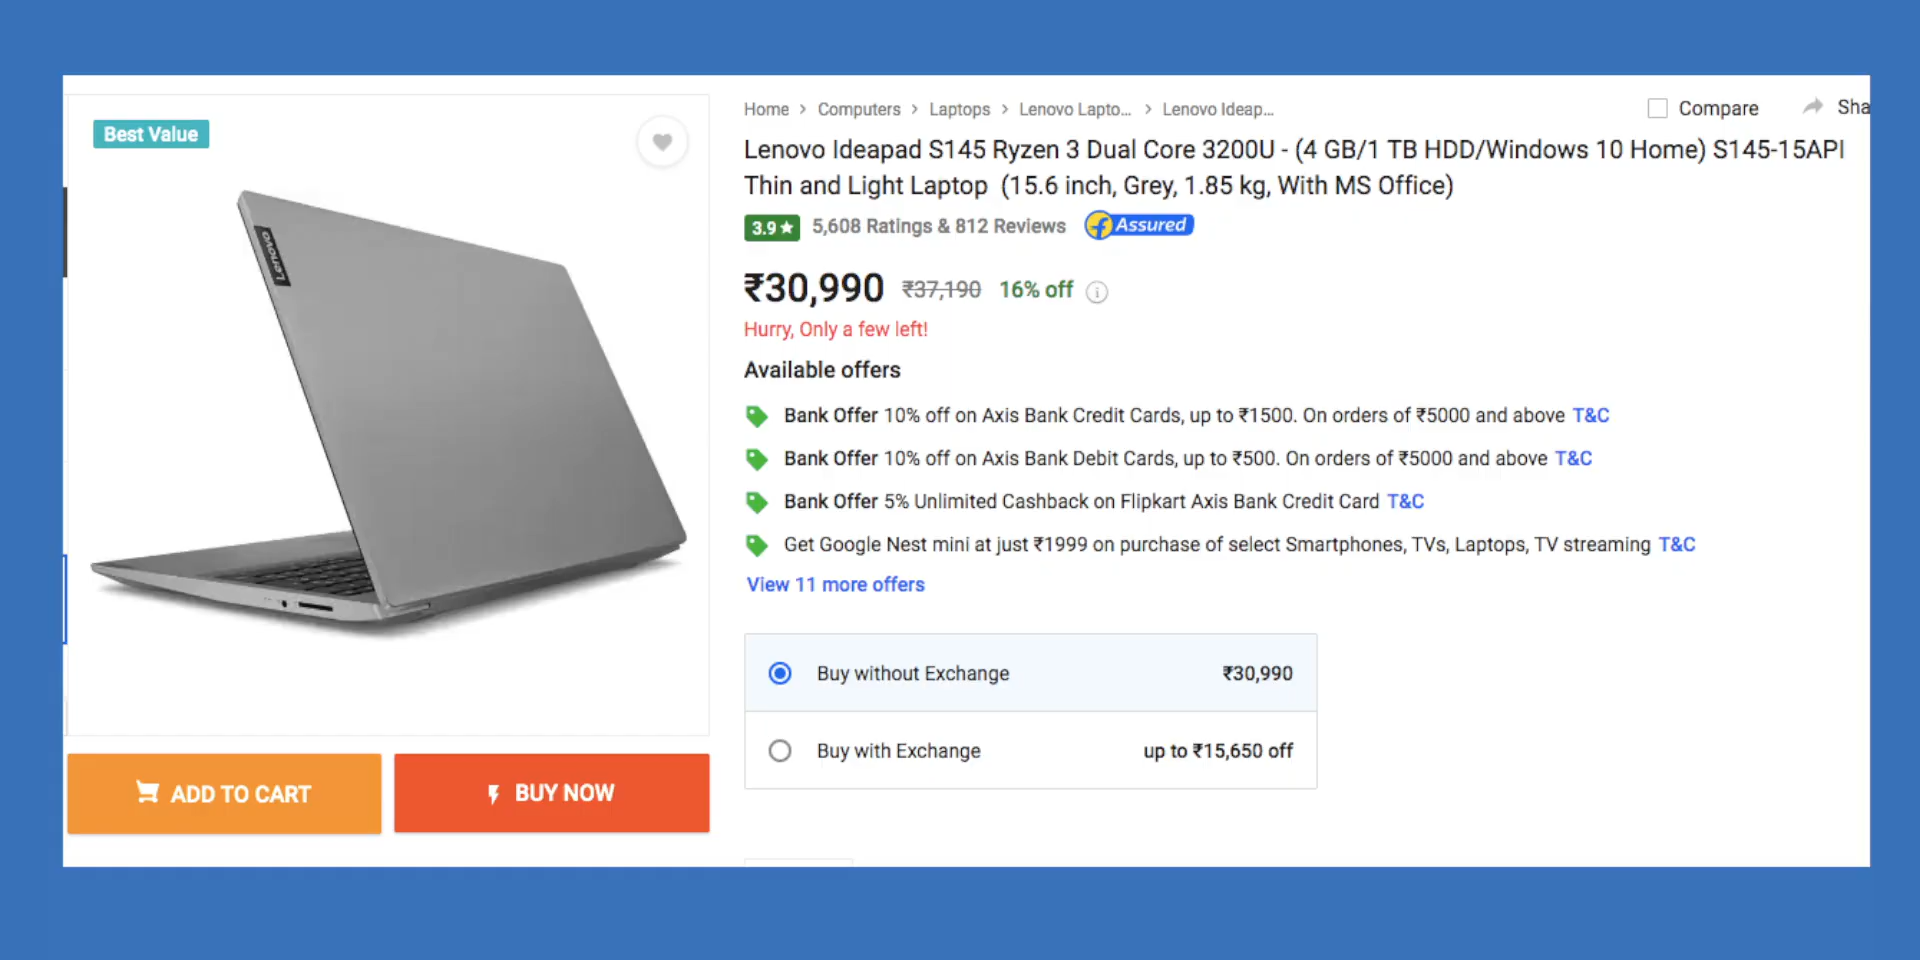 Best Value
Lenovo
ADD TO CART
BUY NOW
Home > Computers > Laptops > Lenovo Lapto... > Lenovo Ideap...
Compare
Sha
Lenovo Ideapad S145 Ryzen 3 Dual Core 3200U - (4 GB/1 TB HDD/Windows 10 Home) S145-15API
Thin and Light Laptop (15.6 inch, Grey, 1.85 kg, With MS Office)
3.9★ 5,608 Ratings & 812 Reviews f Assured
₹30,990 ₹37,190 16% off i
Hurry, Only a few left!
Available offers
Bank Offer 10% off on Axis Bank Credit Cards, up to ₹1500. On orders of ₹5000 and above T&C
Bank Offer 10% off on Axis Bank Debit Cards, up to ₹500. On orders of ₹5000 and above T&C
Bank Offer 5% Unlimited Cashback on Flipkart Axis Bank Credit Card T&C
Get Google Nest mini at just ₹1999 on purchase of select Smartphones, TVs, Laptops, TV streaming T&C
View 11 more offers
Buy without Exchange ₹30,990
Buy with Exchange up to ₹15,650 off